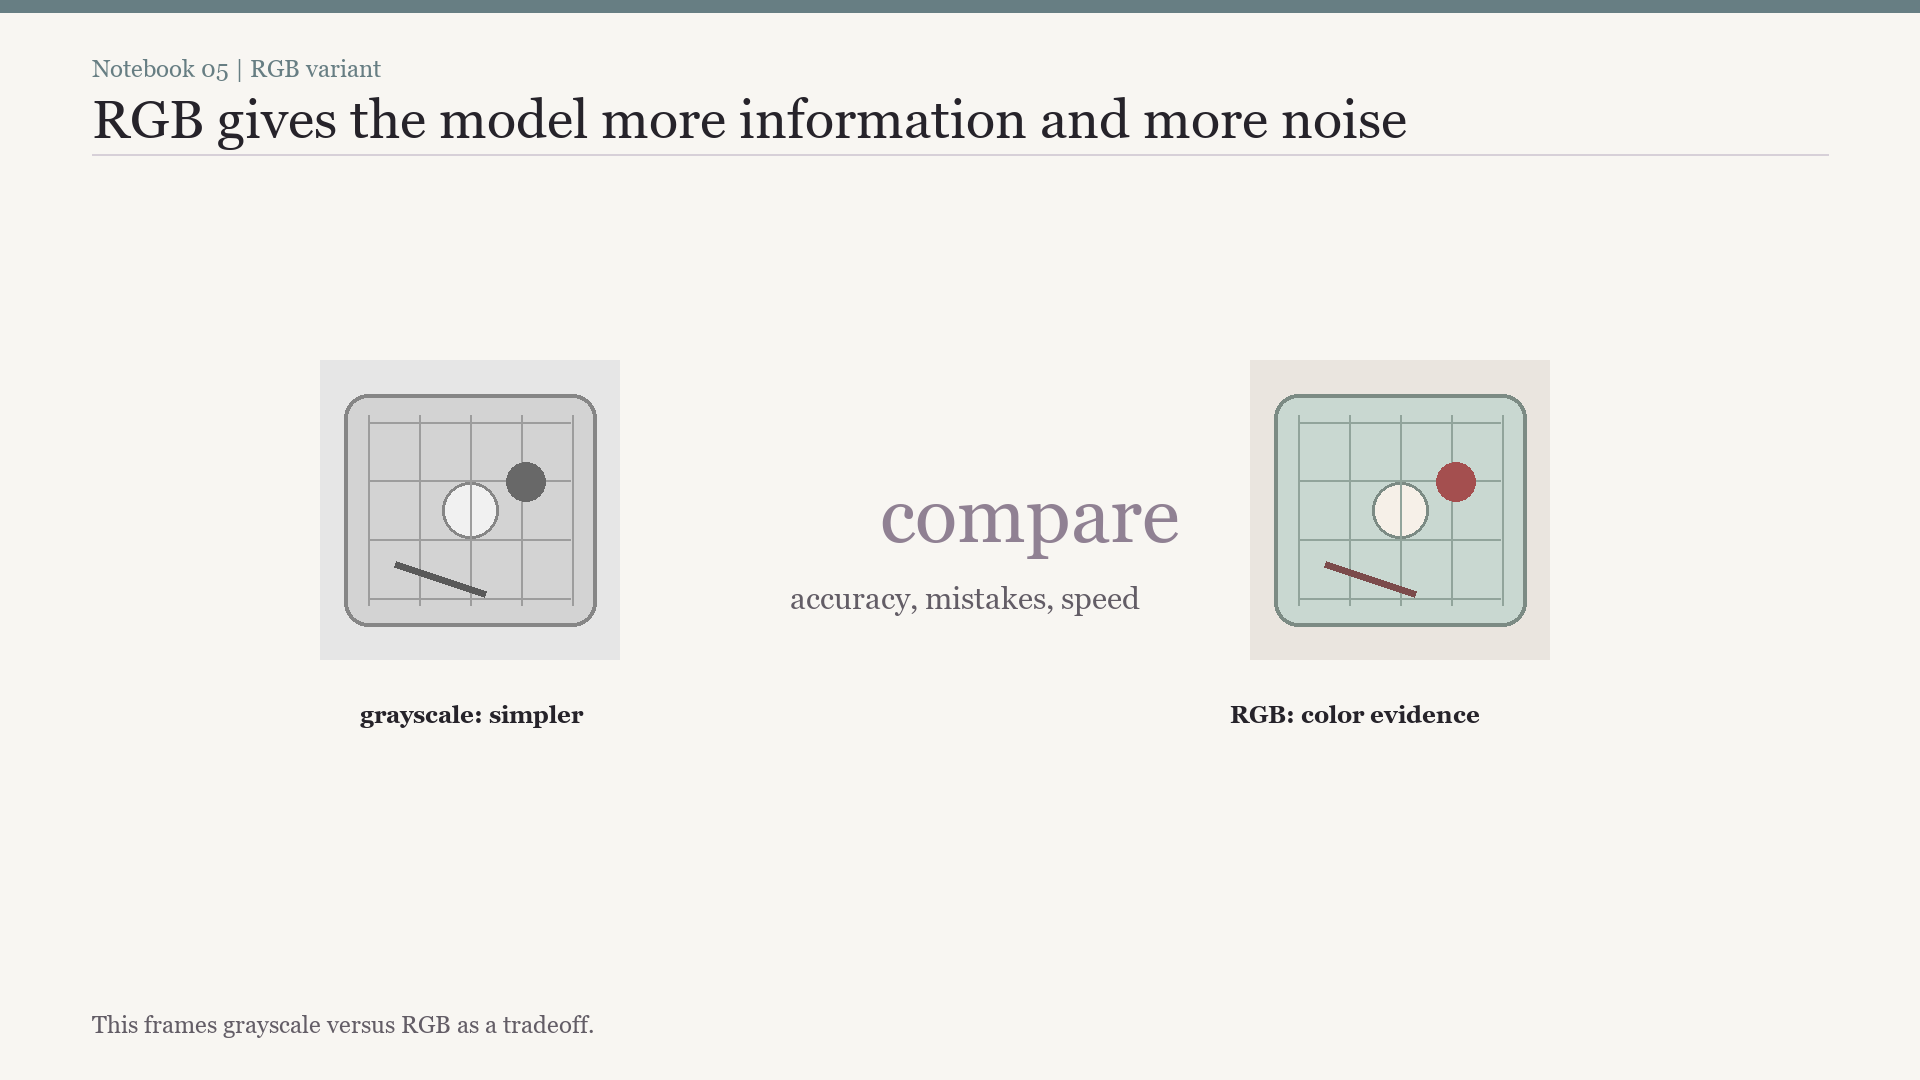 Notebook 05 | RGB variant
RGB gives the model more information and more noise
compare
accuracy, mistakes, speed
grayscale: simpler
RGB: color evidence
This frames grayscale versus RGB as a tradeoff.